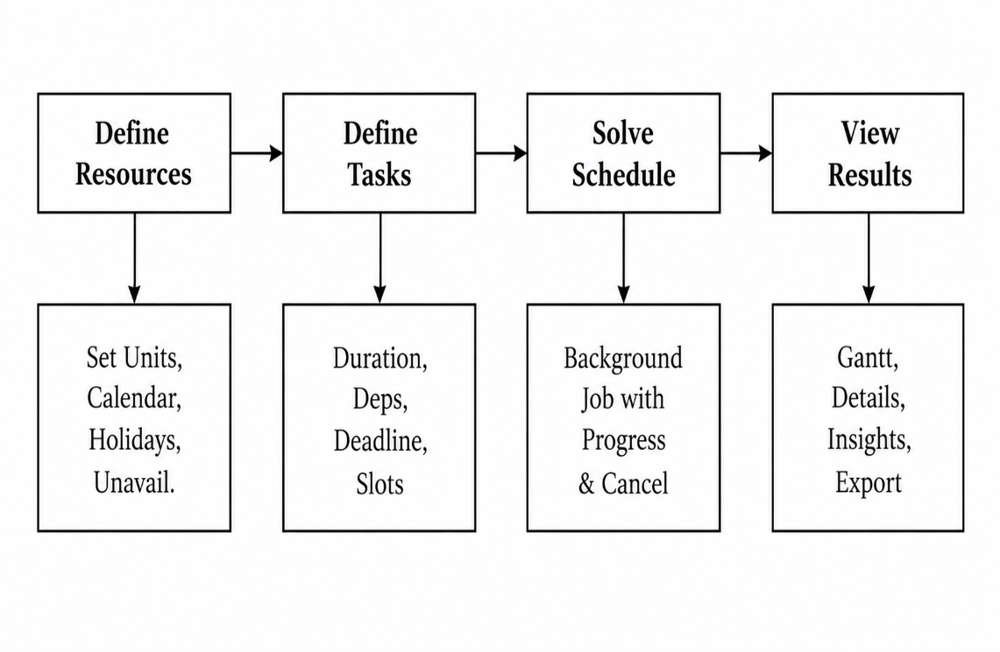 Define
Resources
Define
Tasks
Solve
Schedule
View
Results
Set Units,
Calendar,
Holidays,
Unavail.
Duration,
Deps,
Deadline,
Slots
Background
Job with
Progress
& Cancel
Gantt,
Details,
Insights,
Export